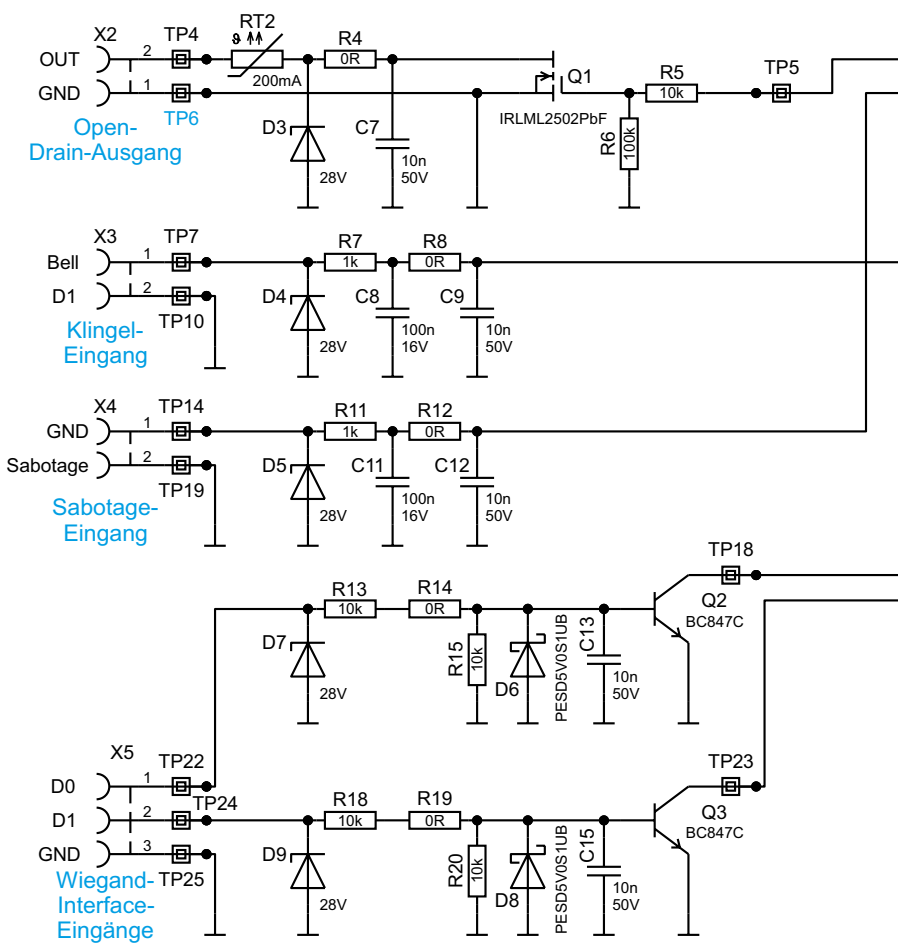 X2
TP4
RT2
R4
OUT
2
ϑ
0R
200mA
Q1
R5
10k
TP5
GND
1
TP6
IRLML2502PbF
Open-
Drain-Ausgang
D3
28V
C7
10n
50V
R6
100k
X3
TP7
R7
R8
Bell
1
1k
0R
D1
2
TP10
D4
28V
C8
100n
16V
C9
10n
50V
Klingel-
Eingang
X4
TP14
R11
R12
GND
1
1k
0R
Sabotage
2
TP19
D5
28V
C11
100n
16V
C12
10n
50V
Sabotage-
Eingang
TP18
R13
R14
10k
0R
Q2
BC847C
D7
28V
R15
10k
D6
PESD5V0S1UB
C13
10n
50V
X5
TP22
TP23
D0
1
TP24
R18
R19
D1
2
10k
0R
Q3
BC847C
GND
3
TP25
D9
28V
R20
10k
D8
PESD5V0S1UB
C15
10n
50V
Wiegand-
Interface-
Eingänge